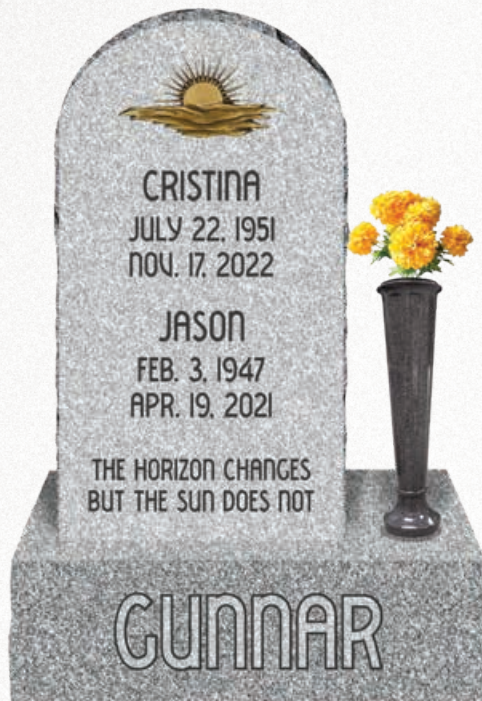 CRISTINA
JULY 22, 1951
NOV. 17, 2022
JASON
FEB. 3, 1947
APR. 19, 2021
THE HORIZON CHANGES
BUT THE SUN DOES NOT
GUNNAR